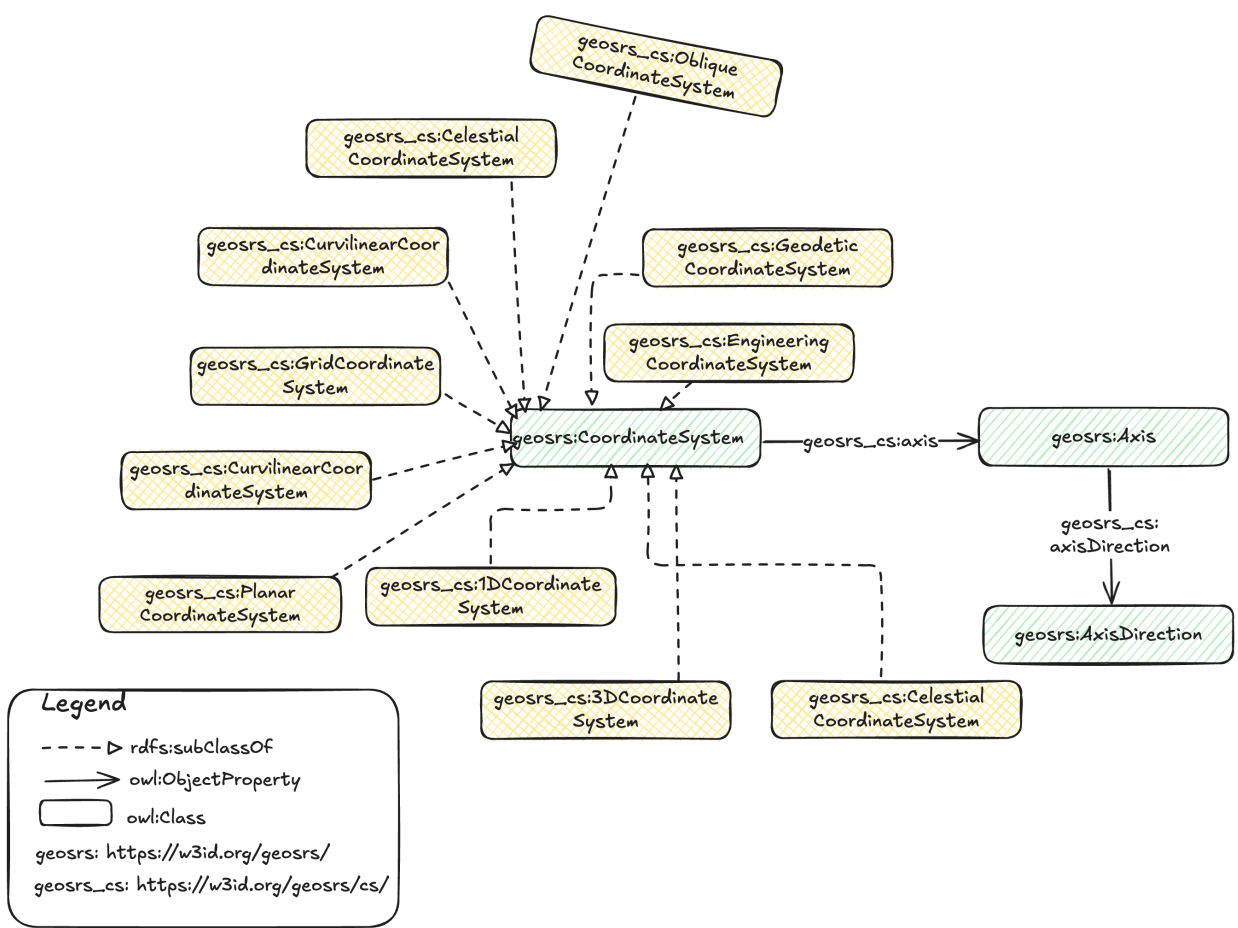 geosrs_cs:Oblique
CoordinateSystem
geosrs_cs:Celestial
CoordinateSystem
geosrs_cs:CurvilinearCoor
dinateSystem
geosrs_cs:Geodetic
CoordinateSystem
geosrs_cs:GridCoordinate
System
geosrs_cs:Engineering
CoordinateSystem
geosrs:CoordinateSystem
geosrs_cs:axis
geosrs:Axis
geosrs_cs:CurvilinearCoor
dinateSystem
geosrs_cs:
axisDirection
geosrs_cs:Planar
CoordinateSystem
geosrs_cs:1DCoordinate
System
geosrs:AxisDirection
geosrs_cs:3DCoordinate
System
geosrs_cs:Celestial
CoordinateSystem
Legend
rdfs:subClassOf
owl:ObjectProperty
owl:Class
geosrs: https://w3id.org/geosrs/
geosrs_cs: https://w3id.org/geosrs/cs/